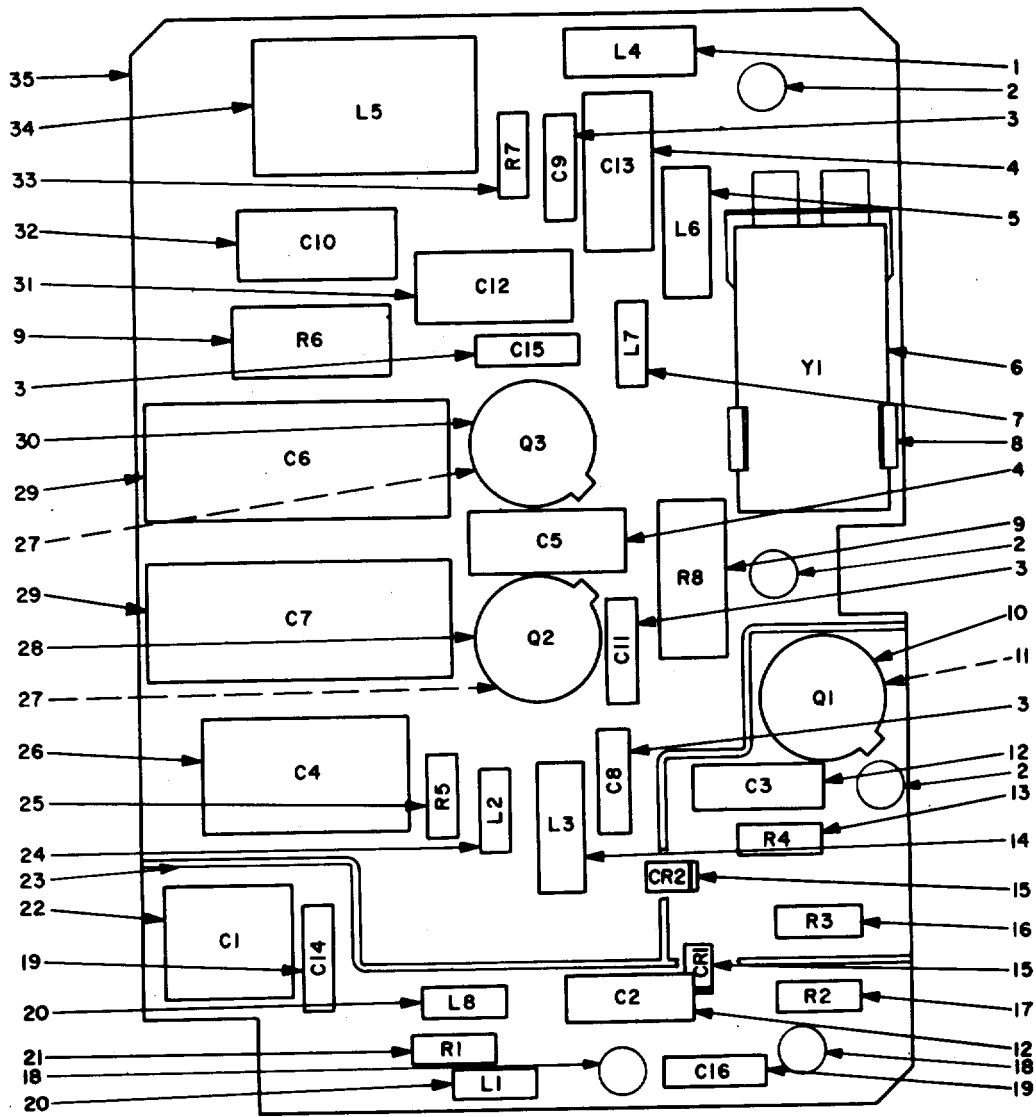 L4
1
35
2
34
L5
R7
C9
C13
3
4
33
L6
5
32
C10
31
C12
9
R6
L7
Y1
6
3
C15
7
30
Q3
8
C6
29
4
27
C5
9
R8
2
29
C7
3
28
Q2
C11
10
11
27
Q1
3
26
C4
C8
12
C3
2
25
R5
L2
L3
13
R4
24
14
23
CR2
15
22
C1
R3
16
19
C14
CR1
15
20
L8
C2
R2
17
21
R1
12
18
18
20
L1
C16
19